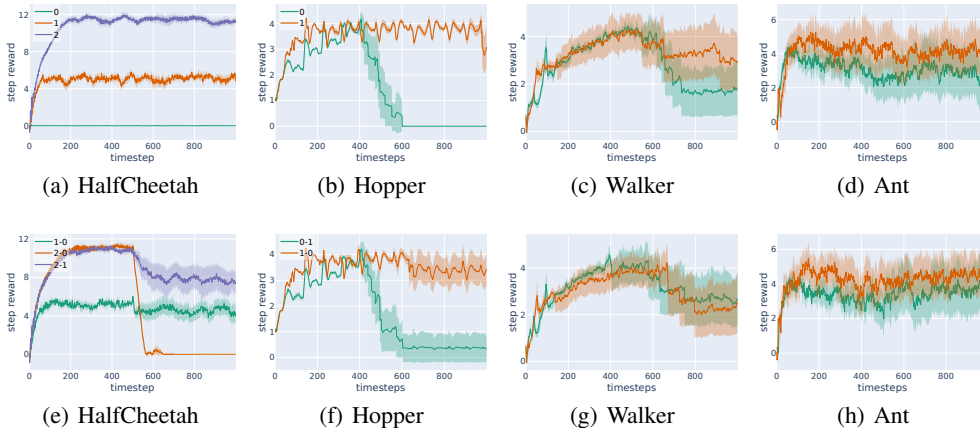 12
8
4
0
step reward
0
1
2
0 200 400 600 800
timestep
(a) HalfCheetah
4
3
2
1
0
step reward
0
1
0 200 400 600 800
timestep
(b) Hopper
4
2
0
step reward
0 200 400 600 800
timestep
(c) Walker
6
4
2
0
step reward
0 200 400 600 800
timestep
(d) Ant
12
8
4
0
step reward
1-0
2-0
2-1
0 200 400 600 800
timesteps
(e) HalfCheetah
4
3
2
1
0
step reward
0-1
1-0
0 200 400 600 800
timesteps
(f) Hopper
4
2
0
step reward
0 200 400 600 800
timesteps
(g) Walker
6
4
2
0
step reward
0 200 400 600 800
timesteps
(h) Ant